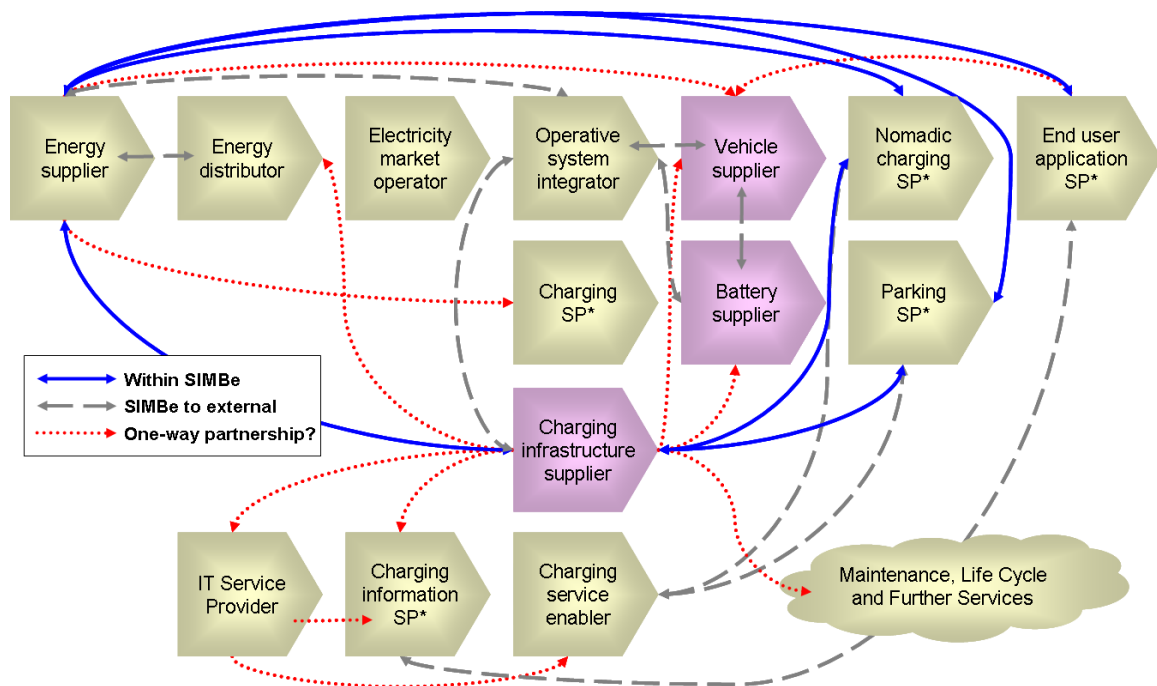 Energy
supplier
Energy
distributor
Electricity
market
operator
Operative
system
integrator
Vehicle
supplier
Nomadic
charging
SP*
End user
application
SP*
Charging
SP*
Battery
supplier
Parking
SP*
Within SIMBe
SIMBe to external
One-way partnership?
Charging
infrastructure
supplier
IT Service
Provider
Charging
information
SP*
Charging
service
enabler
Maintenance, Life Cycle
and Further Services